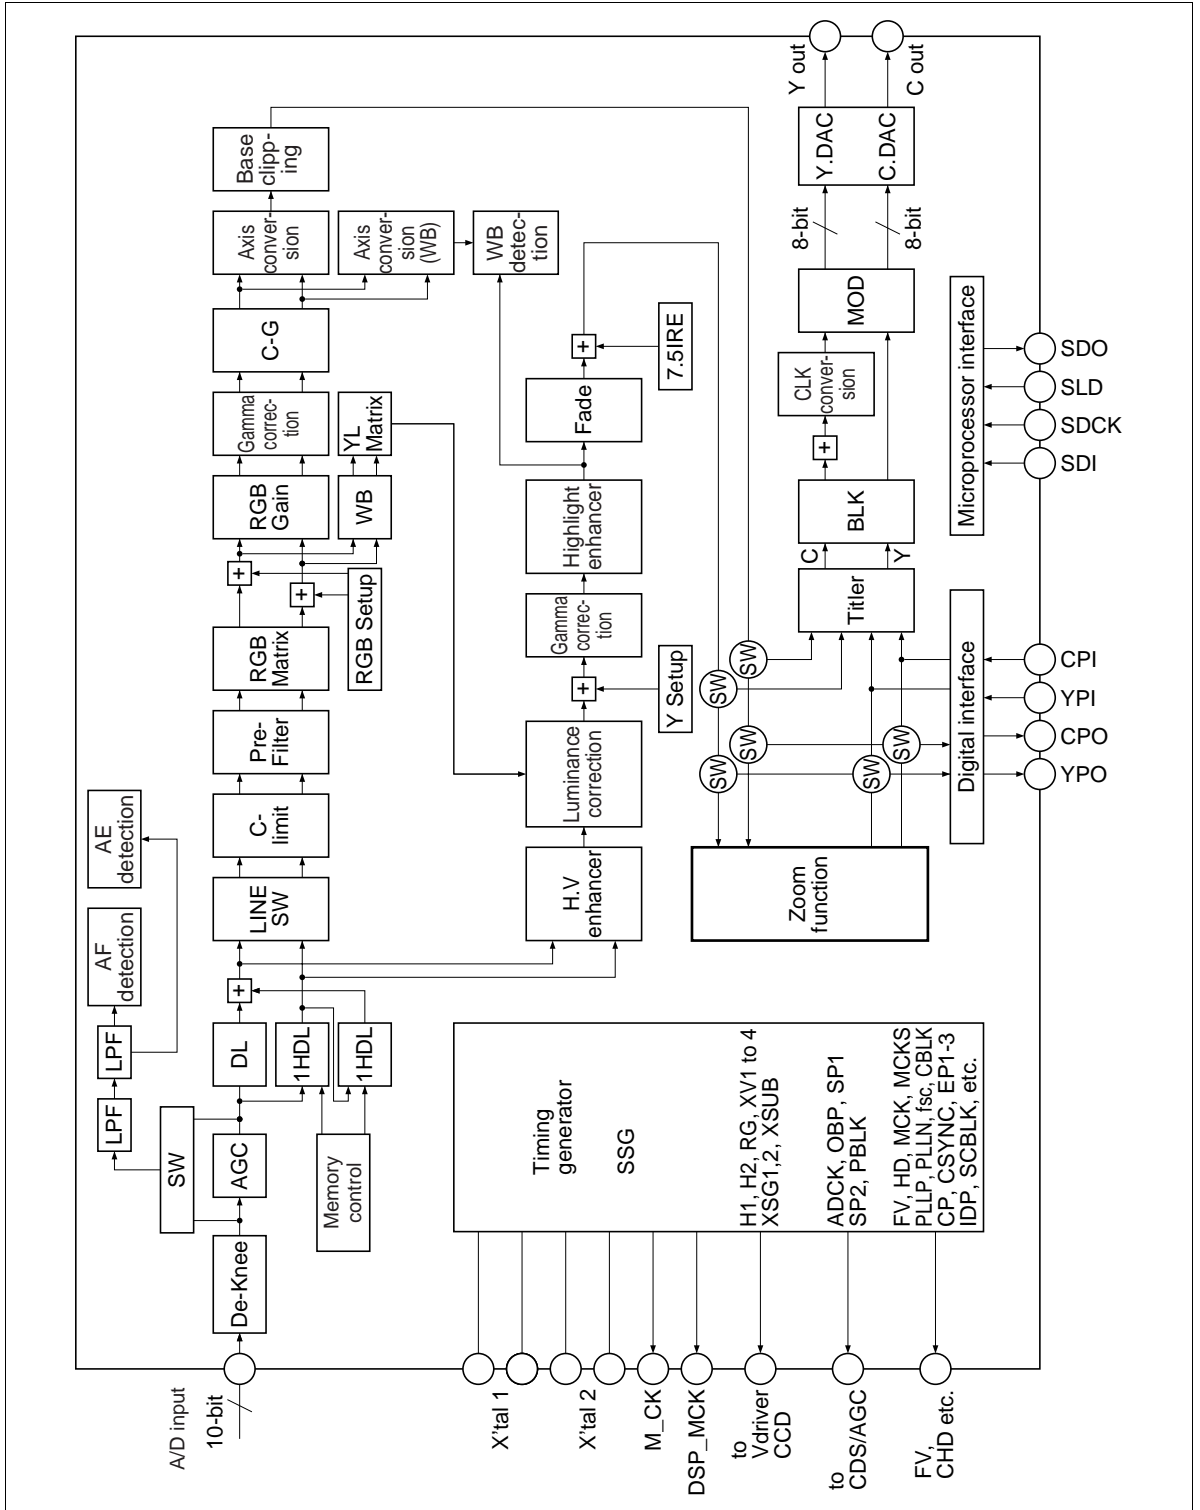 A/D input
10-bit
De-Knee
SW
AGC
LPF
LPF
AF
detection
AE
detection
DL
1HDL
1HDL
Memory
control
+
LINE
SW
C-
limit
Pre-
Filter
RGB
Matrix
+
+
RGB Setup
RGB
Gain
WB
YL
Matrix
Gamma
correc-
tion
C-G
Axis
conver-
sion
Axis
conver-
sion
(WB)
Base
clipp-
ing
WB
detec-
tion
H.V
enhancer
Luminance
correction
+
Y Setup
Gamma
correc-
tion
Highlight
enhancer
Fade
+
7.5IRE
Zoom
function
SW
SW
SW
SW
SW
SW
Titler
C
Y
BLK
+
CLK
conver-
sion
MOD
8-bit
8-bit
Y.DAC
C.DAC
Y out
C out
Digital interface
YPO
CPO
YPI
CPI
Microprocessor interface
SDI
SDCK
SLD
SDO
Timing
generator
SSG
H1, H2, RG, XV1 to 4
XSG1,2, XSUB
ADCK, OBP, SP1
SP2, PBLK
FV, HD, MCK, MCKS
PLLP, PLLN, fsc, CBLK
CP, CSYNC, EP1-3
IDP, SCBLK, etc.
X'tal 1
X'tal 2
M_CK
DSP_MCK
to
Vdriver
CCD
to
CDS/AGC
FV,
CHD etc.